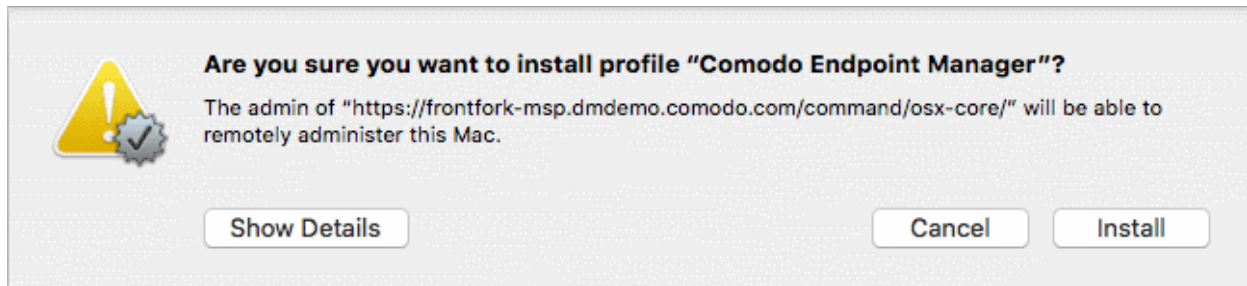 Are you sure you want to install profile “Comodo Endpoint Manager”?
The admin of “https://frontfork-msp.dmdemo.comodo.com/command/osx-core/” will be able to
remotely administer this Mac.
Show Details
Cancel
Install